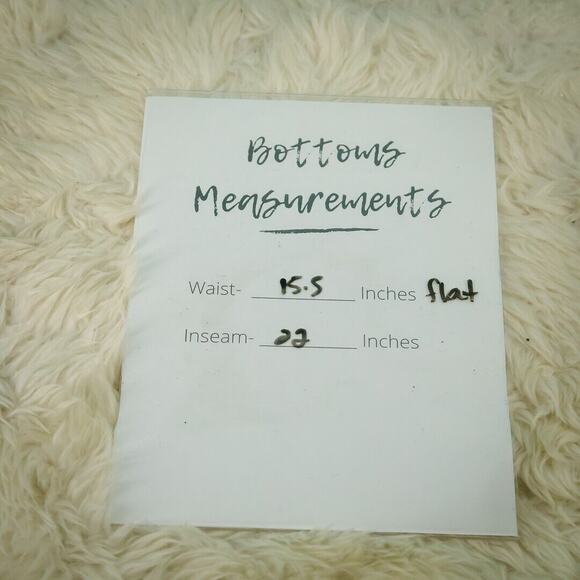 Bottoms
Measurements
Waist- 15.5 Inches flat
Inseam- 22 Inches